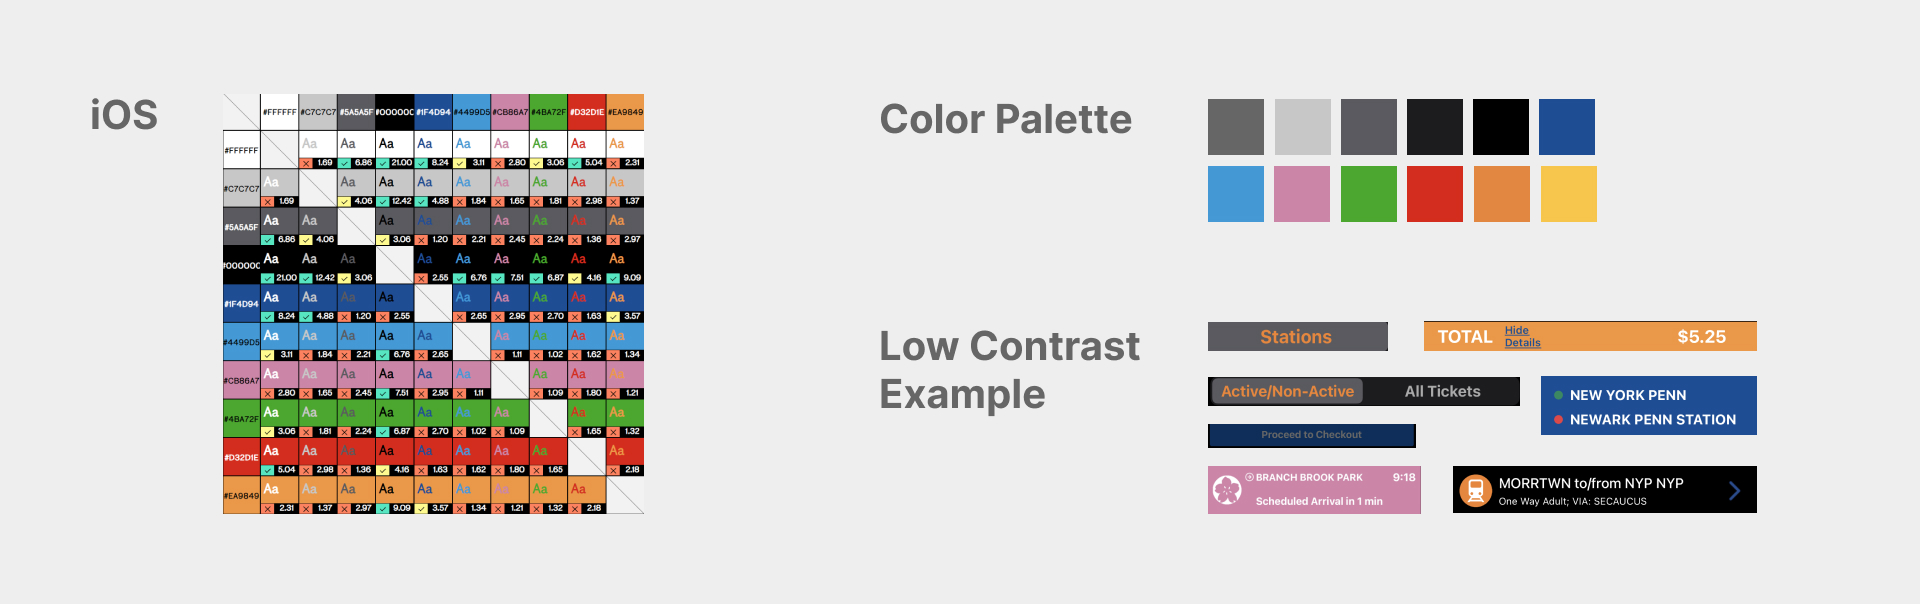 iOS
#FFFFFF #C7C7C7 #5A5A5F #000000 #1F4D94 #4499D5 #CB86A7 #4BA72F #D32D1E #EA9849
#FFFFFF Aa Aa Aa Aa Aa Aa Aa Aa Aa
1.69 6.86 21.00 8.24 3.11 2.80 3.06 5.04 2.31
#C7C7C7 Aa Aa Aa Aa Aa Aa Aa Aa Aa
1.69 4.06 12.42 4.88 1.84 1.65 1.81 2.98 1.37
#5A5A5F Aa Aa Aa Aa Aa Aa Aa Aa Aa
6.86 4.06 3.06 1.20 2.21 2.45 2.24 1.36 2.97
#000000 Aa Aa Aa Aa Aa Aa Aa Aa Aa
21.00 12.42 3.06 2.55 6.76 7.51 6.87 4.16 9.09
#1F4D94 Aa Aa Aa Aa Aa Aa Aa Aa Aa
8.24 4.88 1.20 2.55 2.65 2.95 2.70 1.63 3.57
#4499D5 Aa Aa Aa Aa Aa Aa Aa Aa Aa
3.11 1.84 2.21 6.76 2.65 1.11 1.02 1.62 1.34
#CB86A7 Aa Aa Aa Aa Aa Aa Aa Aa Aa
2.80 1.65 2.45 7.51 2.95 1.11 1.09 1.80 1.21
#4BA72F Aa Aa Aa Aa Aa Aa Aa Aa Aa
3.06 1.81 2.24 6.87 2.70 1.02 1.09 1.65 1.32
#D32D1E Aa Aa Aa Aa Aa Aa Aa Aa Aa
5.04 2.98 1.36 4.16 1.63 1.62 1.80 1.65 2.18
#EA9849 Aa Aa Aa Aa Aa Aa Aa Aa Aa
2.31 1.37 2.97 9.09 3.57 1.34 1.21 1.32 2.18
Color Palette
Low Contrast
Example
Stations
TOTAL Hide
Details
$5.25
Active/Non-Active All Tickets
NEW YORK PENN
NEWARK PENN STATION
Proceed to Checkout
BRANCH BROOK PARK 9:18
Scheduled Arrival in 1 min
MORRTWN to/from NYP NYP
One Way Adult; VIA: SECAUCUS